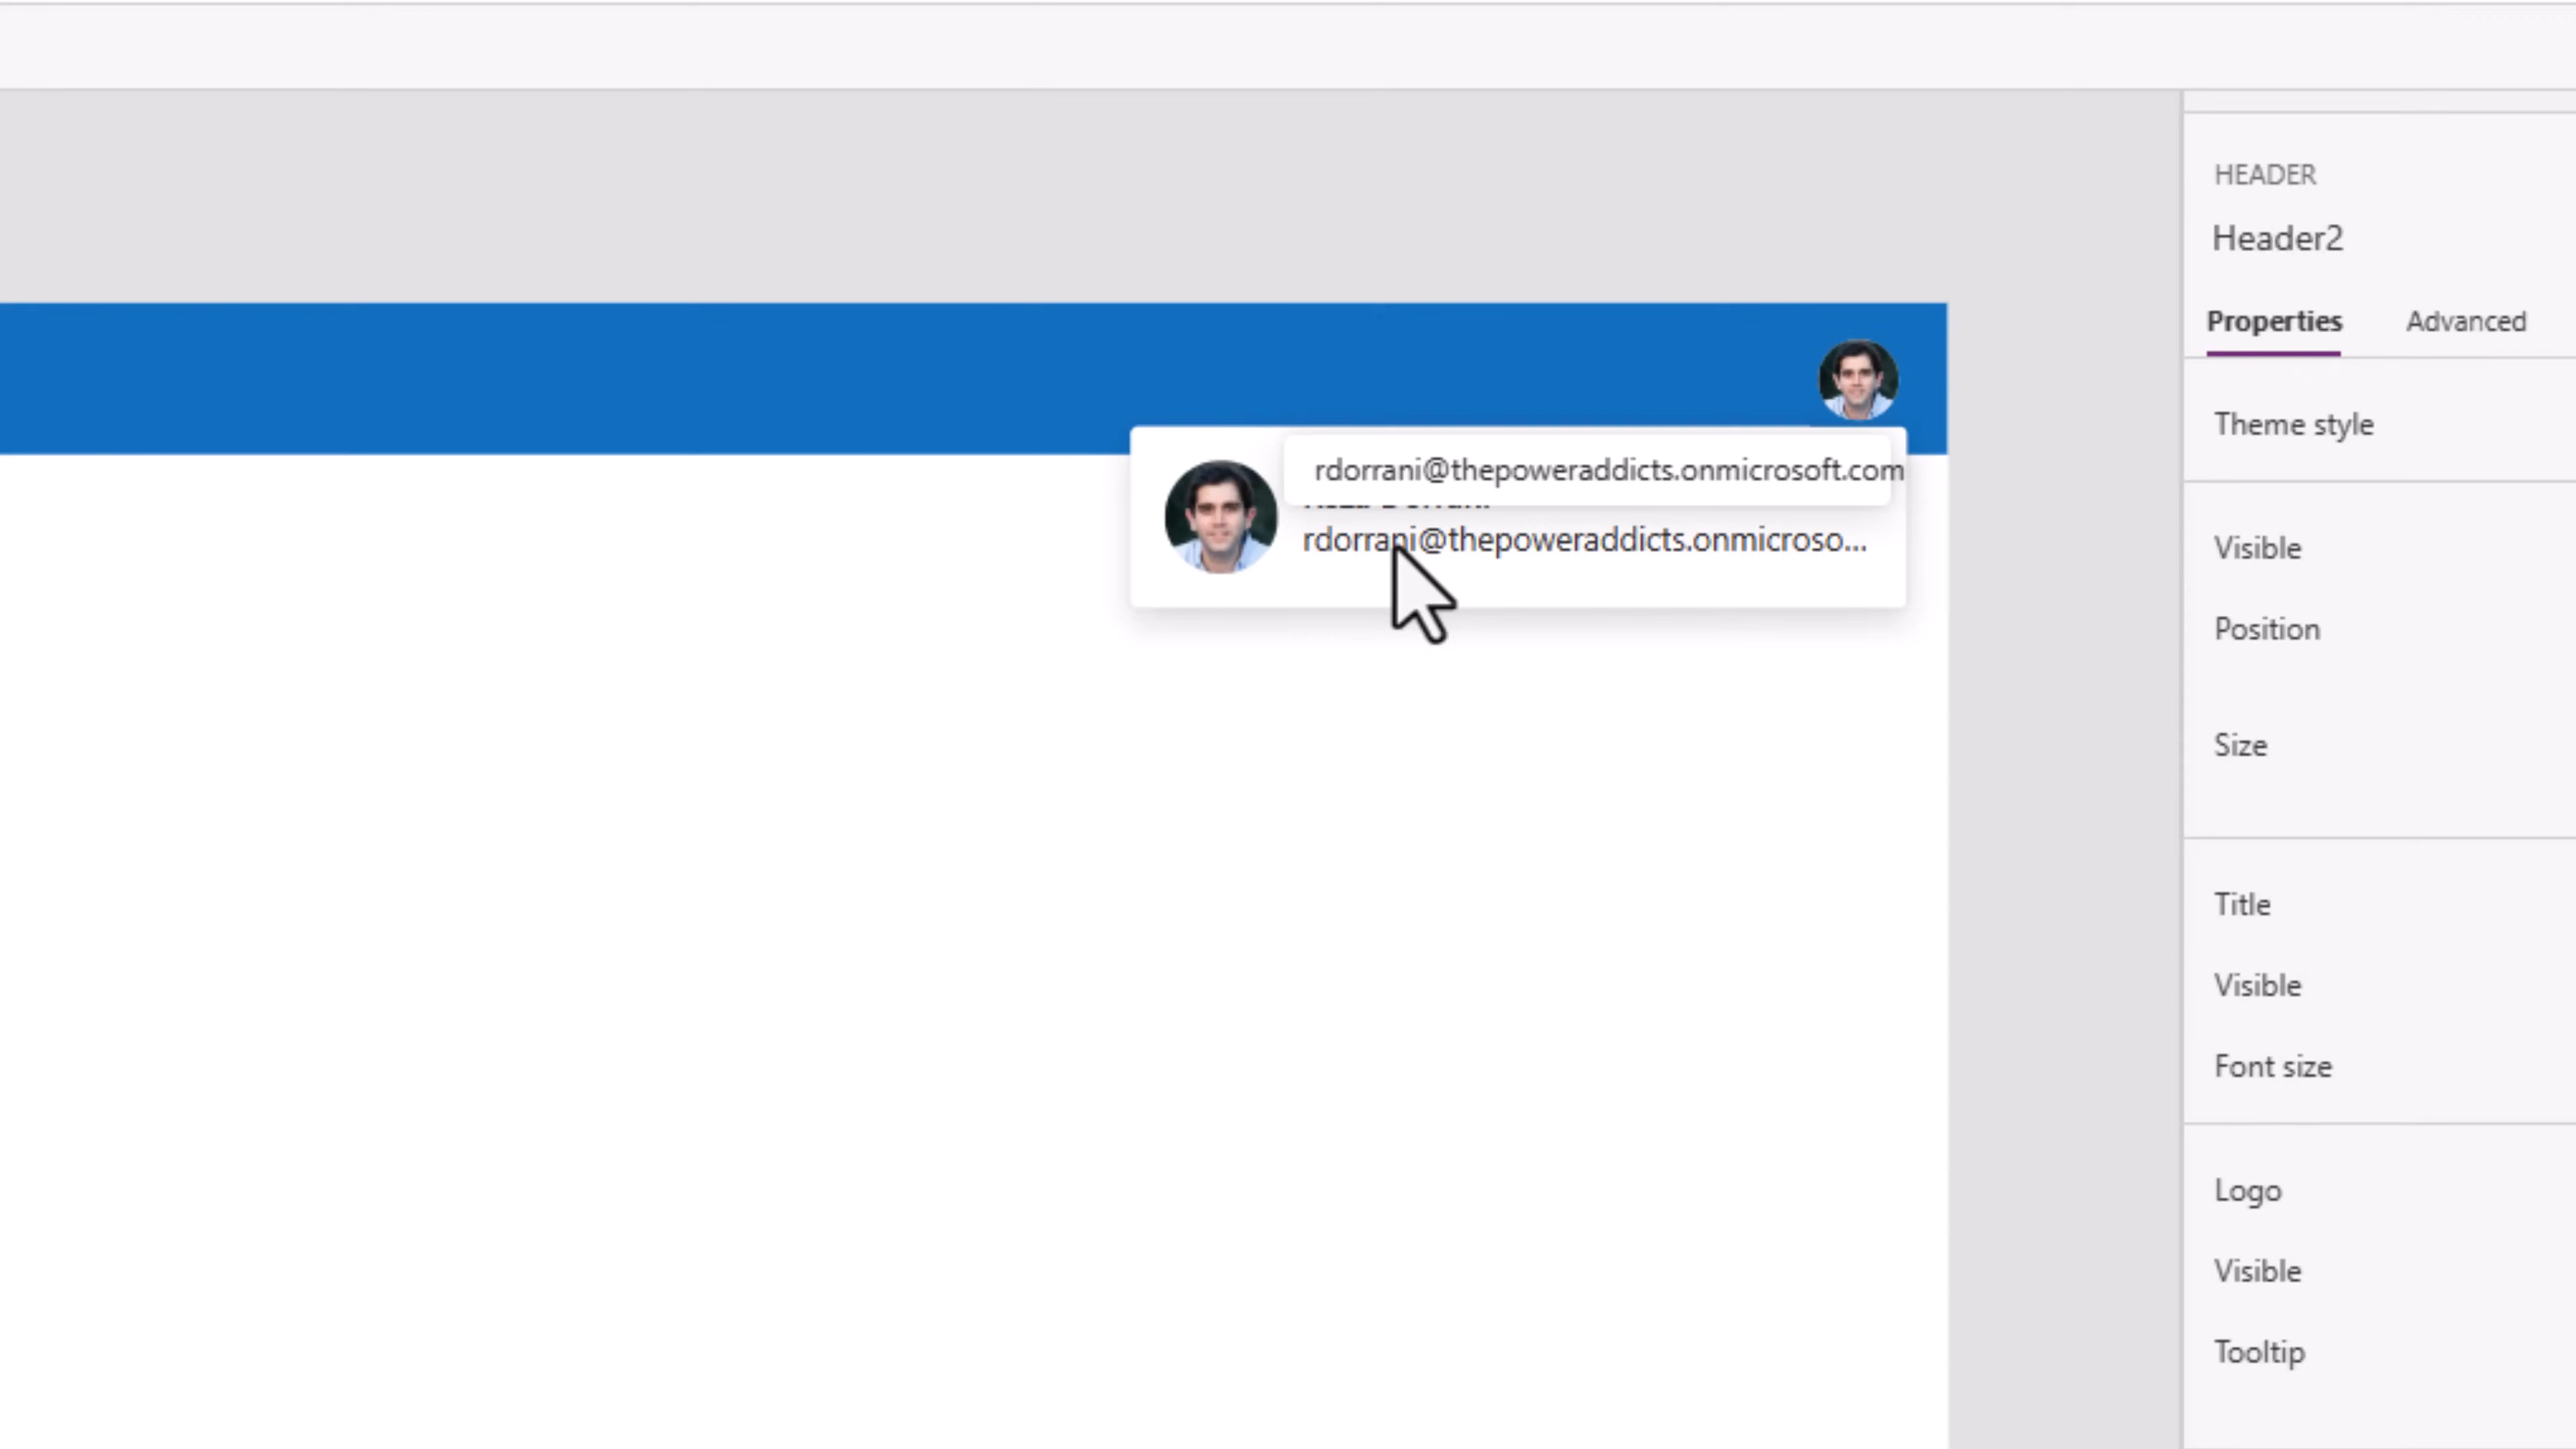 HEADER
Header2
Properties Advanced
rdorrani@thepoweraddicts.onmicrosoft.com
rdorrani@thepoweraddicts.onmicroso...
Theme style
Visible
Position
Size
Title
Visible
Font size
Logo
Visible
Tooltip